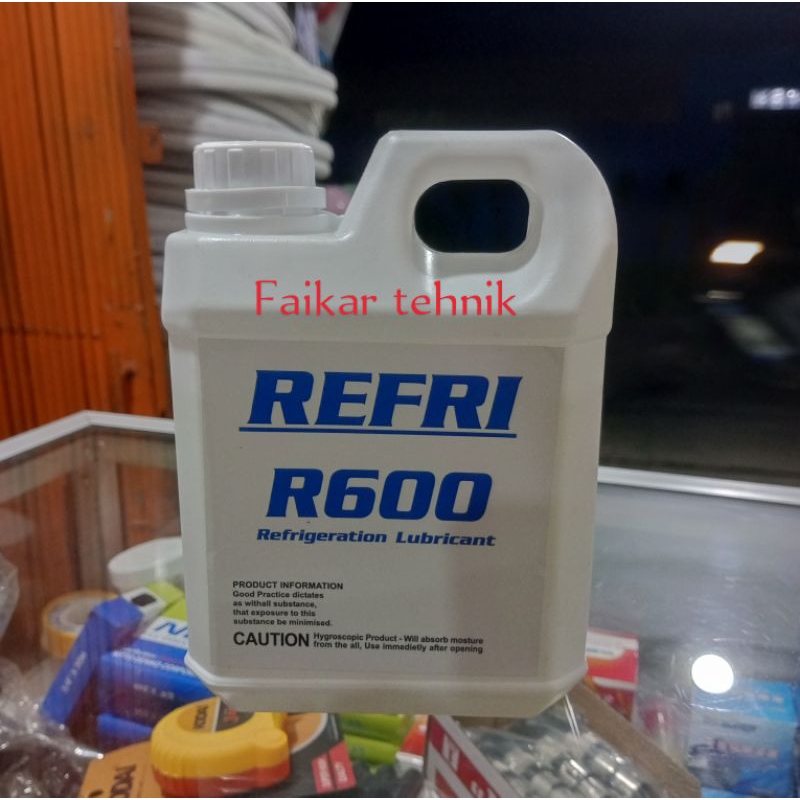 Faikar tehnik
REFRI
R600
Refrigeration Lubricant
PRODUCT INFORMATION
Good Practice dictates
as withall substance,
that exposure to this
substance be minimised.
CAUTION Hygroscopic Product - Will absorb mosture
from the all, Use immedietly after opening